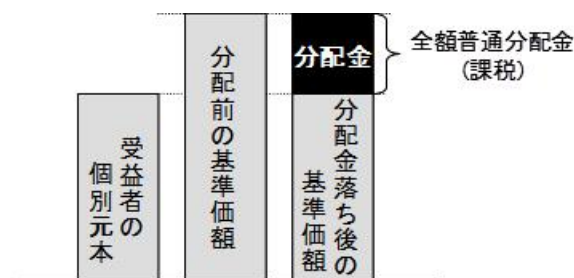 受益者の
個別元本
分配前の基準価額
分配金
分配金落ち後の
基準価額
全額普通分配金
(課税)